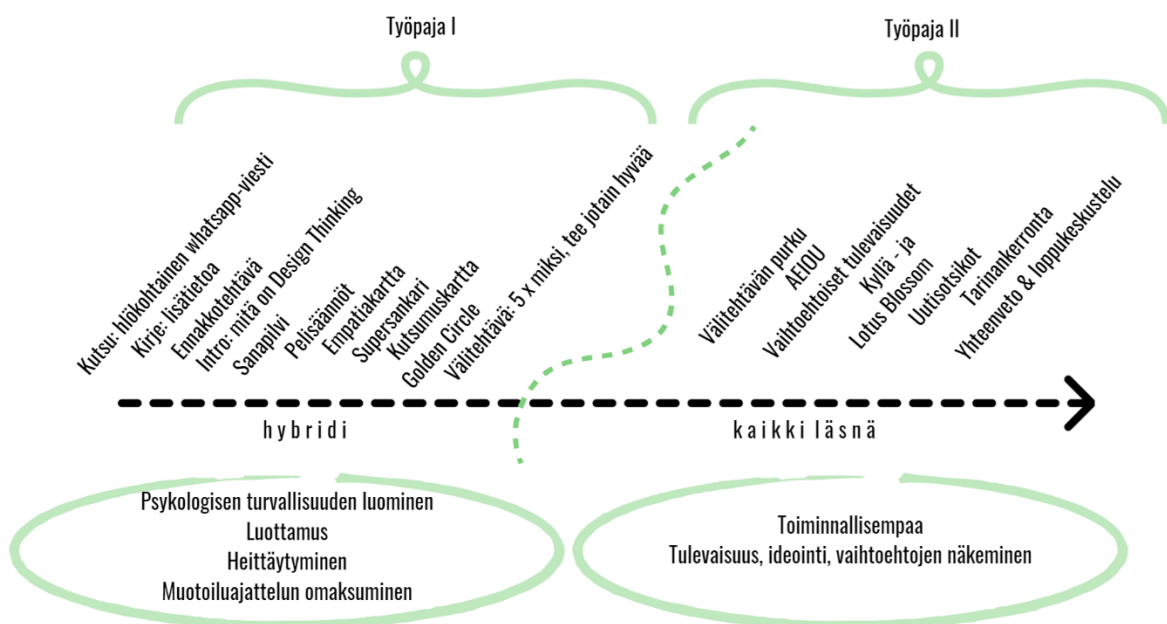 Työpaja I
Työpaja II
Kutsu: hlökohtainen whatsapp-viesti
Kirje: lisätietoa
Ennakkotehtävä
Intro: mitä on Design Thinking
Sanapilvi
Pelisäännöt
Empatiakartta
Supersankari
Kutsumuskartta
Golden Circle
Välitehtävä: 5 x miksi, tee jotain hyvää
Välitehtävän purku
AEIOU
Vaihtoehtoiset tulevaisuudet
Kyllä - ja
Lotus Blossom
Uutisotsikot
Tarinankerronta
Yhteenveto & loppukeskustelu
hybridi
kaikki läsnä
Psykologisen turvallisuuden luominen
Luottamus
Heittäytyminen
Muotoiluajattelun omaksuminen
Toiminnallisempaa
Tulevaisuus, ideointi, vaihtoehtojen näkeminen